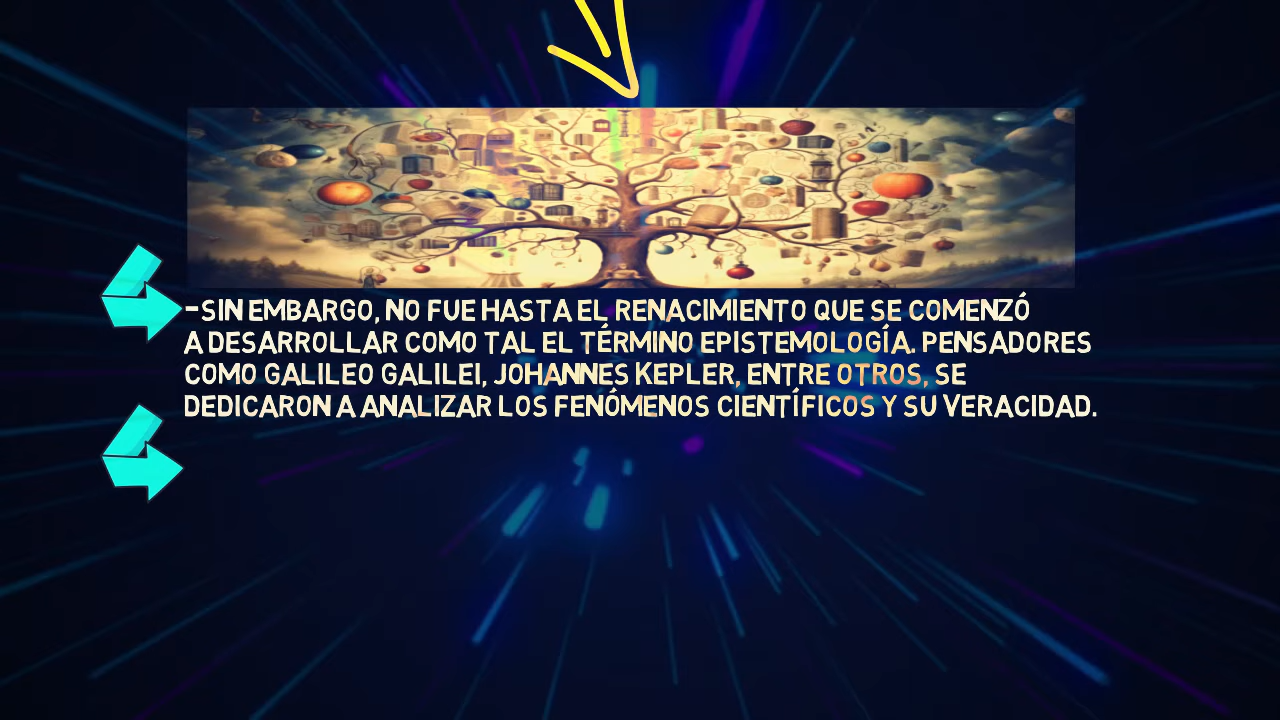 -SIN EMBARGO, NO FUE HASTA EL RENACIMIENTO QUE SE COMENZÓ
A DESARROLLAR COMO TAL EL TÉRMINO EPISTEMOLOGÍA. PENSADORES
COMO GALILEO GALILEI, JOHANNES KEPLER, ENTRE OTROS, SE
DEDICARON A ANALIZAR LOS FENÓMENOS CIENTÍFICOS Y SU VERACIDAD.